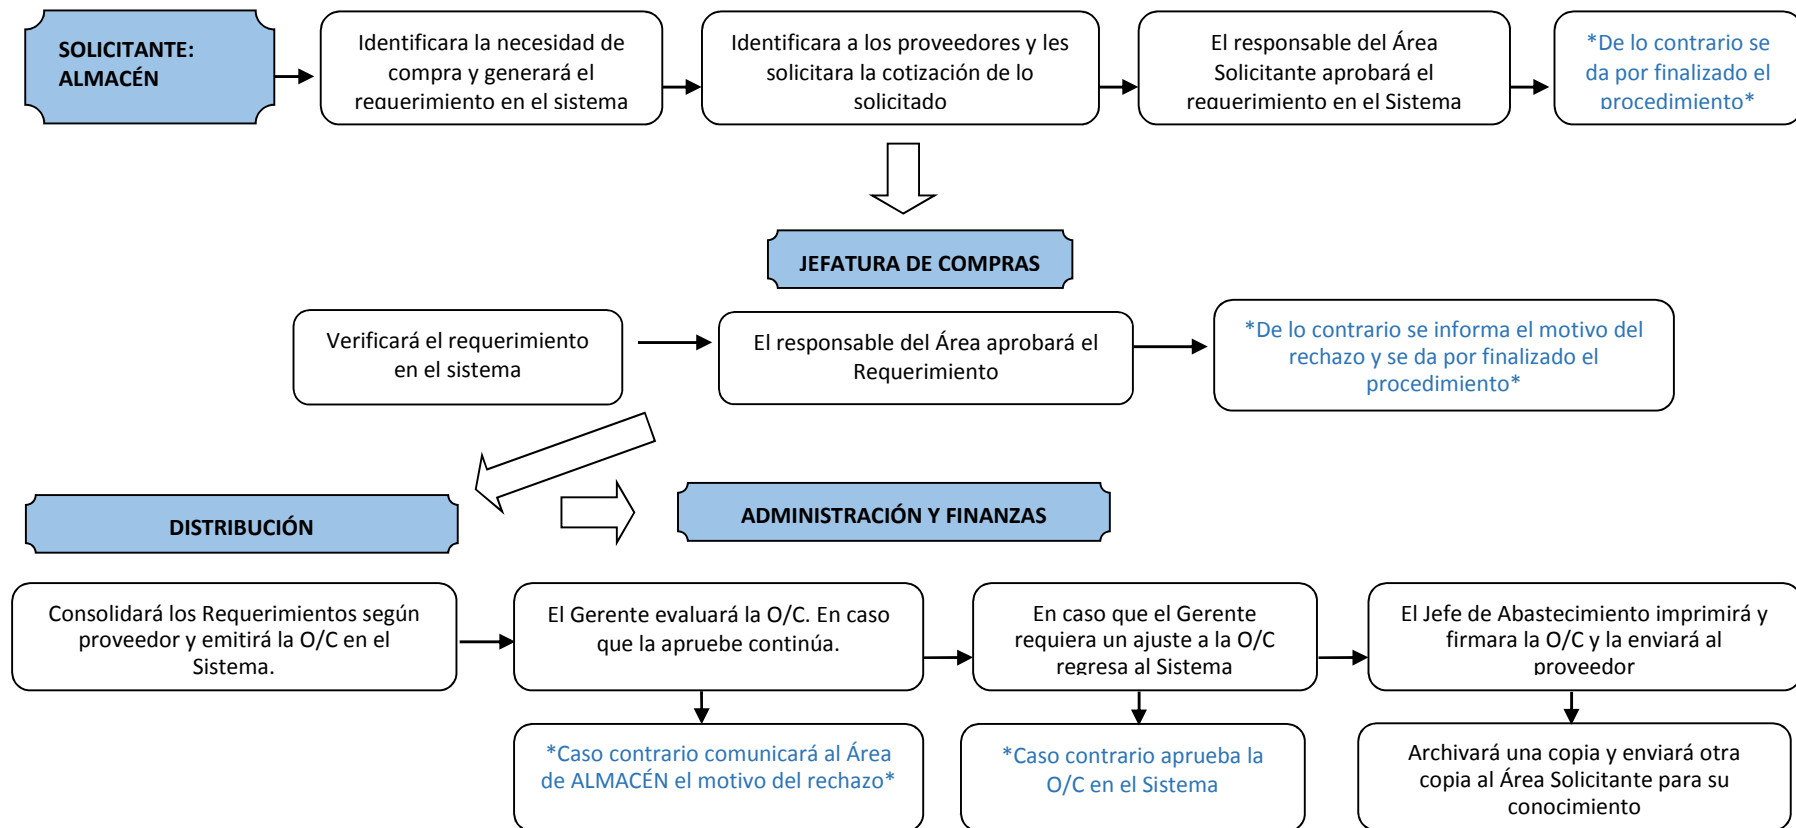 SOLICITANTE:
ALMACÉN
Identificara la necesidad de
compra y generará el
requerimiento en el sistema
Identificara a los proveedores y les
solicitara la cotización de lo
solicitado
El responsable del Área
Solicitante aprobará el
requerimiento en el Sistema
*De lo contrario se
da por finalizado el
procedimiento*
JEFATURA DE COMPRAS
Verificará el requerimiento
en el sistema
El responsable del Área aprobará el
Requerimiento
*De lo contrario se informa el motivo del
rechazo y se da por finalizado el
procedimiento*
DISTRIBUCIÓN
ADMINISTRACIÓN Y FINANZAS
Consolidará los Requerimientos según
proveedor y emitirá la O/C en el
Sistema.
El Gerente evaluará la O/C. En caso
que la apruebe continúa.
En caso que el Gerente
requiera un ajuste a la O/C
regresa al Sistema
El Jefe de Abastecimiento imprimirá y
firmara la O/C y la enviará al
proveedor
*Caso contrario comunicará al Área
de ALMACÉN el motivo del rechazo*
*Caso contrario aprueba la
O/C en el Sistema
Archivará una copia y enviará otra
copia al Área Solicitante para su
conocimiento